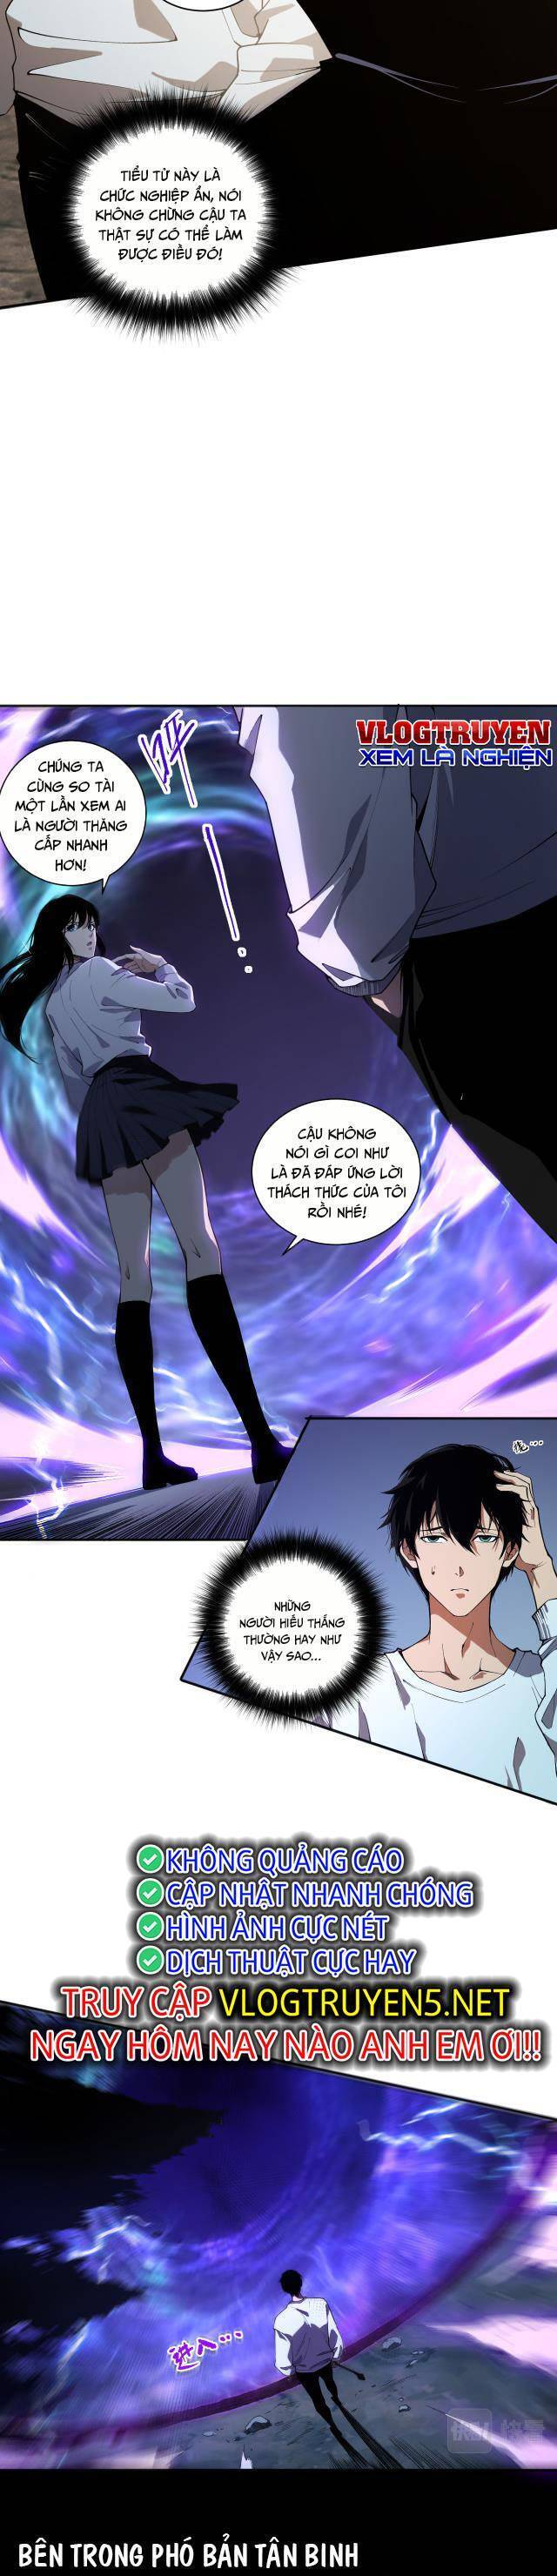 TIỂU TỬ NÀY LÀ
CHỨC NGHIỆP ẨN, NÓI
KHÔNG CHỪNG CẬU TA
THẬT SỰ CÓ THỂ LÀM
ĐƯỢC ĐIỀU ĐÓ!
VLOGTRUYEN
XEM LÀ NGHIỆN
CHÚNG TA
CÙNG SO TÀI
MỘT LẦN XEM AI
LÀ NGƯỜI THĂNG
CẤP NHANH
HƠN!
CẬU KHÔNG
NÓI GÌ COI NHƯ
LÀ ĐÃ ĐÁP ỨNG LỜI
THÁCH THỨC CỦA TÔI
RỒI NHÉ!
NHỮNG
NGƯỜI HIẾU THẮNG
THƯỜNG HAY NHƯ
VẬY SAO...
KHÔNG QUẢNG CÁO
CẬP NHẬT NHANH CHÓNG
HÌNH ẢNH CỰC NÉT
DỊCH THUẬT CỰC HAY
TRUY CẬP VLOGTRUYEN5.NET
NGAY HÔM NAY NÀO ANH EM ƠI!!!
进入...
快看
BÊN TRONG PHÓ BẢN TÂN BINH